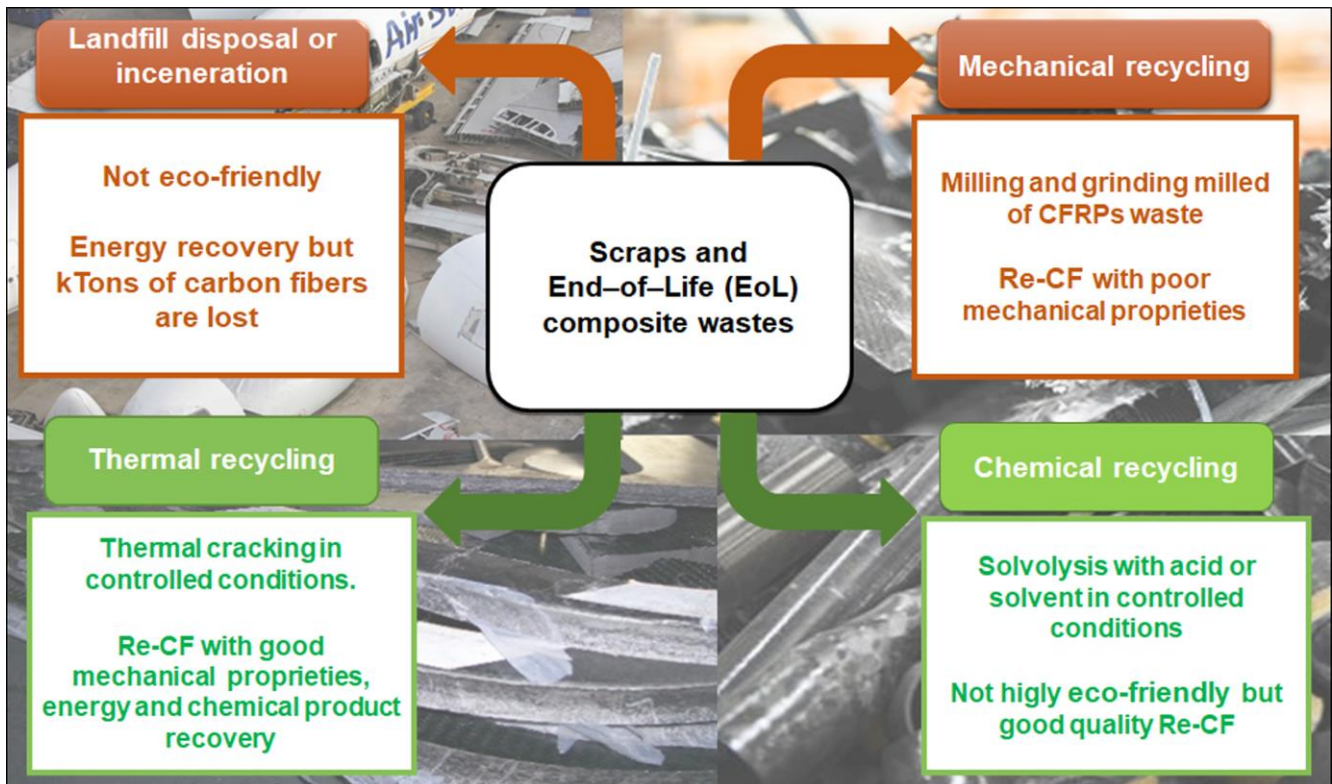 Air S
Landfill disposal or
inceneration
Not eco-friendly
Energy recovery but
kTons of carbon fibers
are lost
Mechanical recycling
Milling and grinding milled
of CFRPs waste
Re-CF with poor
mechanical proprieties
Scraps and
End–of–Life (EoL)
composite wastes
Thermal recycling
Thermal cracking in
controlled conditions.
Re-CF with good
mechanical proprieties,
energy and chemical product
recovery
Chemical recycling
Solvolysis with acid or
solvent in controlled
conditions
Not higly eco-friendly but
good quality Re-CF